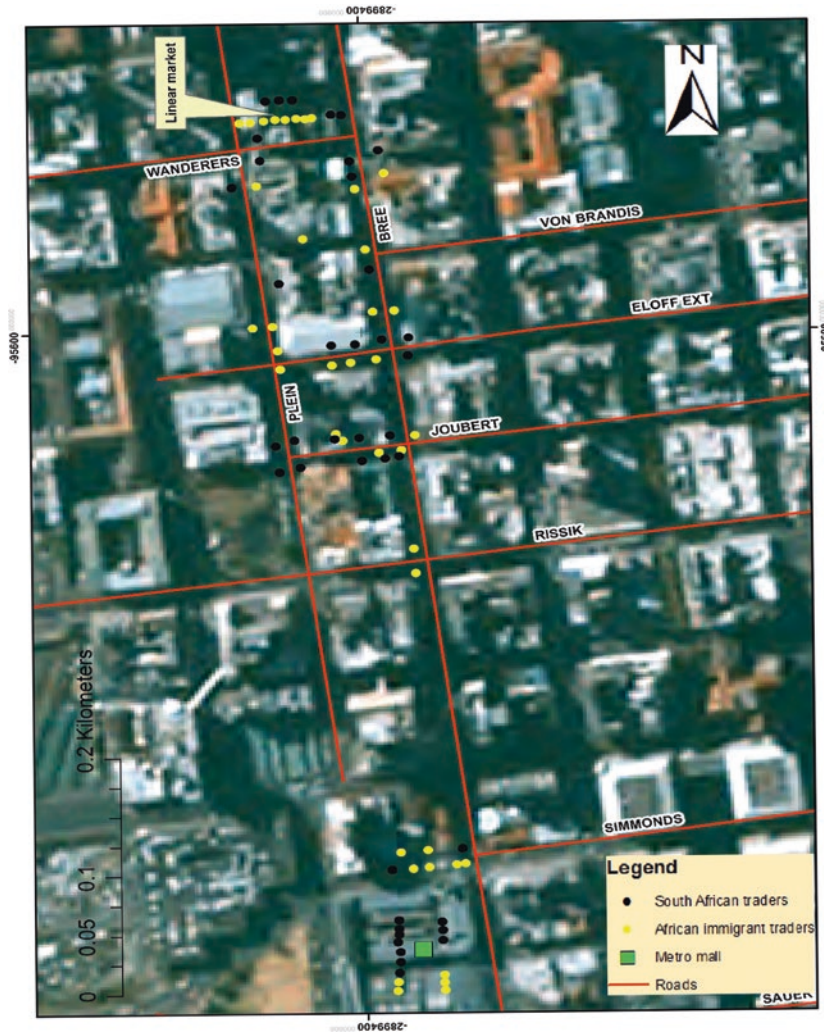 -2899400
Linear market
N
WANDERERS
BREE
VON BRANDIS
ELOFF EXT
-95600
PLEIN
JOUBERT
RISSIK
0.2 Kilometers
0.1
0.05
0
SIMMONDS
Legend
South African traders
African immigrant traders
Metro mall
Roads
SAUER
-2899400